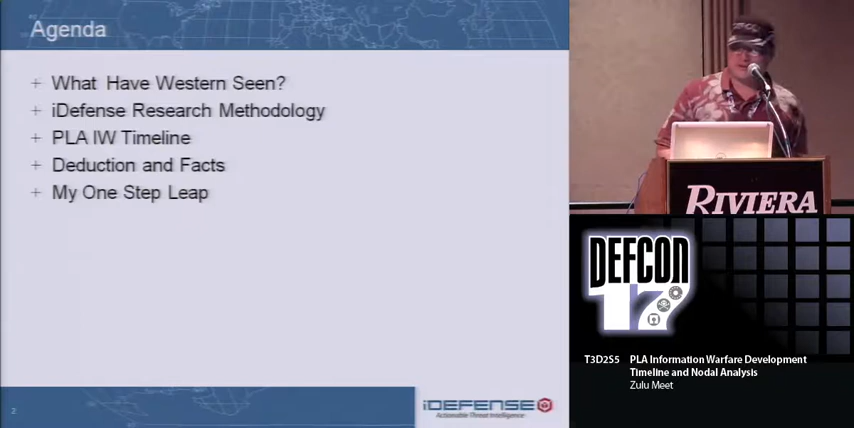 Agenda
+ What Have Western Seen?
+ iDefense Research Methodology
+ PLA IW Timeline
+ Deduction and Facts
+ My One Step Leap
2
iDEFENSE
Actionable Threat Intelligence
RIVIERA
DEFCON
17
T3D2S5 PLA Information Warfare Development
Timeline and Nodal Analysis
Zulu Meet